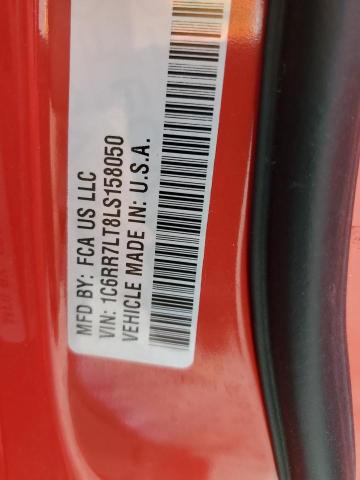 MFD BY: FCA US LLC
VIN: 1C6RR7LT8LS158050
VEHICLE MADE IN: U.S.A.